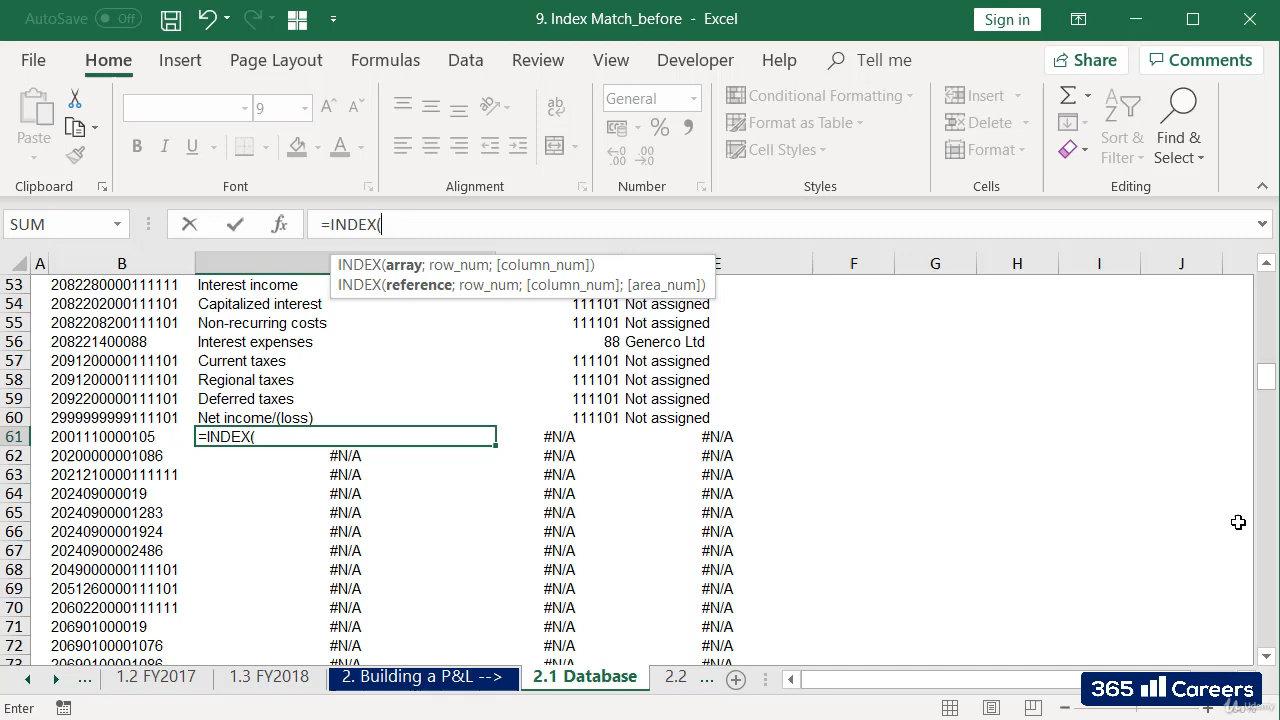 AutoSave Off 9. Index Match_before - Excel Sign in
File Home Insert Page Layout Formulas Data Review View Developer Help Tell me Share Comments
Paste 9 General Conditional Formatting Insert
Format as Table Delete Sort & Filter Find & Select
B I U A Cell Styles Format
Clipboard Font Alignment Number Styles Cells Editing
SUM fx =INDEX(
INDEX(array; row_num; [column_num])
INDEX(reference; row_num; [column_num]; [area_num])
A B E F G H I J
53 2082280000111111 Interest income
54 2082201000111101 Capitalized interest 111101 Not assigned
55 2082208200111101 Non-recurring costs 111101 Not assigned
56 208221400088 Interest expenses 88 Generco Ltd
57 2091200000111101 Current taxes 111101 Not assigned
58 2091200001111101 Regional taxes 111101 Not assigned
59 2092200000111101 Deferred taxes 111101 Not assigned
60 2999999999111101 Net income/(loss) 111101 Not assigned
61 2001110000105 =INDEX( #N/A #N/A
62 20200000001086 #N/A #N/A #N/A
63 2021210000111111 #N/A #N/A #N/A
64 202409000019 #N/A #N/A #N/A
65 20240900001283 #N/A #N/A #N/A
66 20240900001924 #N/A #N/A #N/A
67 20240900002486 #N/A #N/A #N/A
68 2049000000111101 #N/A #N/A #N/A
69 2051260000111101 #N/A #N/A #N/A
70 2060220000111111 #N/A #N/A #N/A
71 206901000019 #N/A #N/A #N/A
72 20690100001076 #N/A #N/A #N/A
73 20690100001086 #N/A #N/A #N/A
... 1.2 FY2017 1.3 FY2018 2. Building a P&L --> 2.1 Database 2.2 ...
365 Careers
Enter